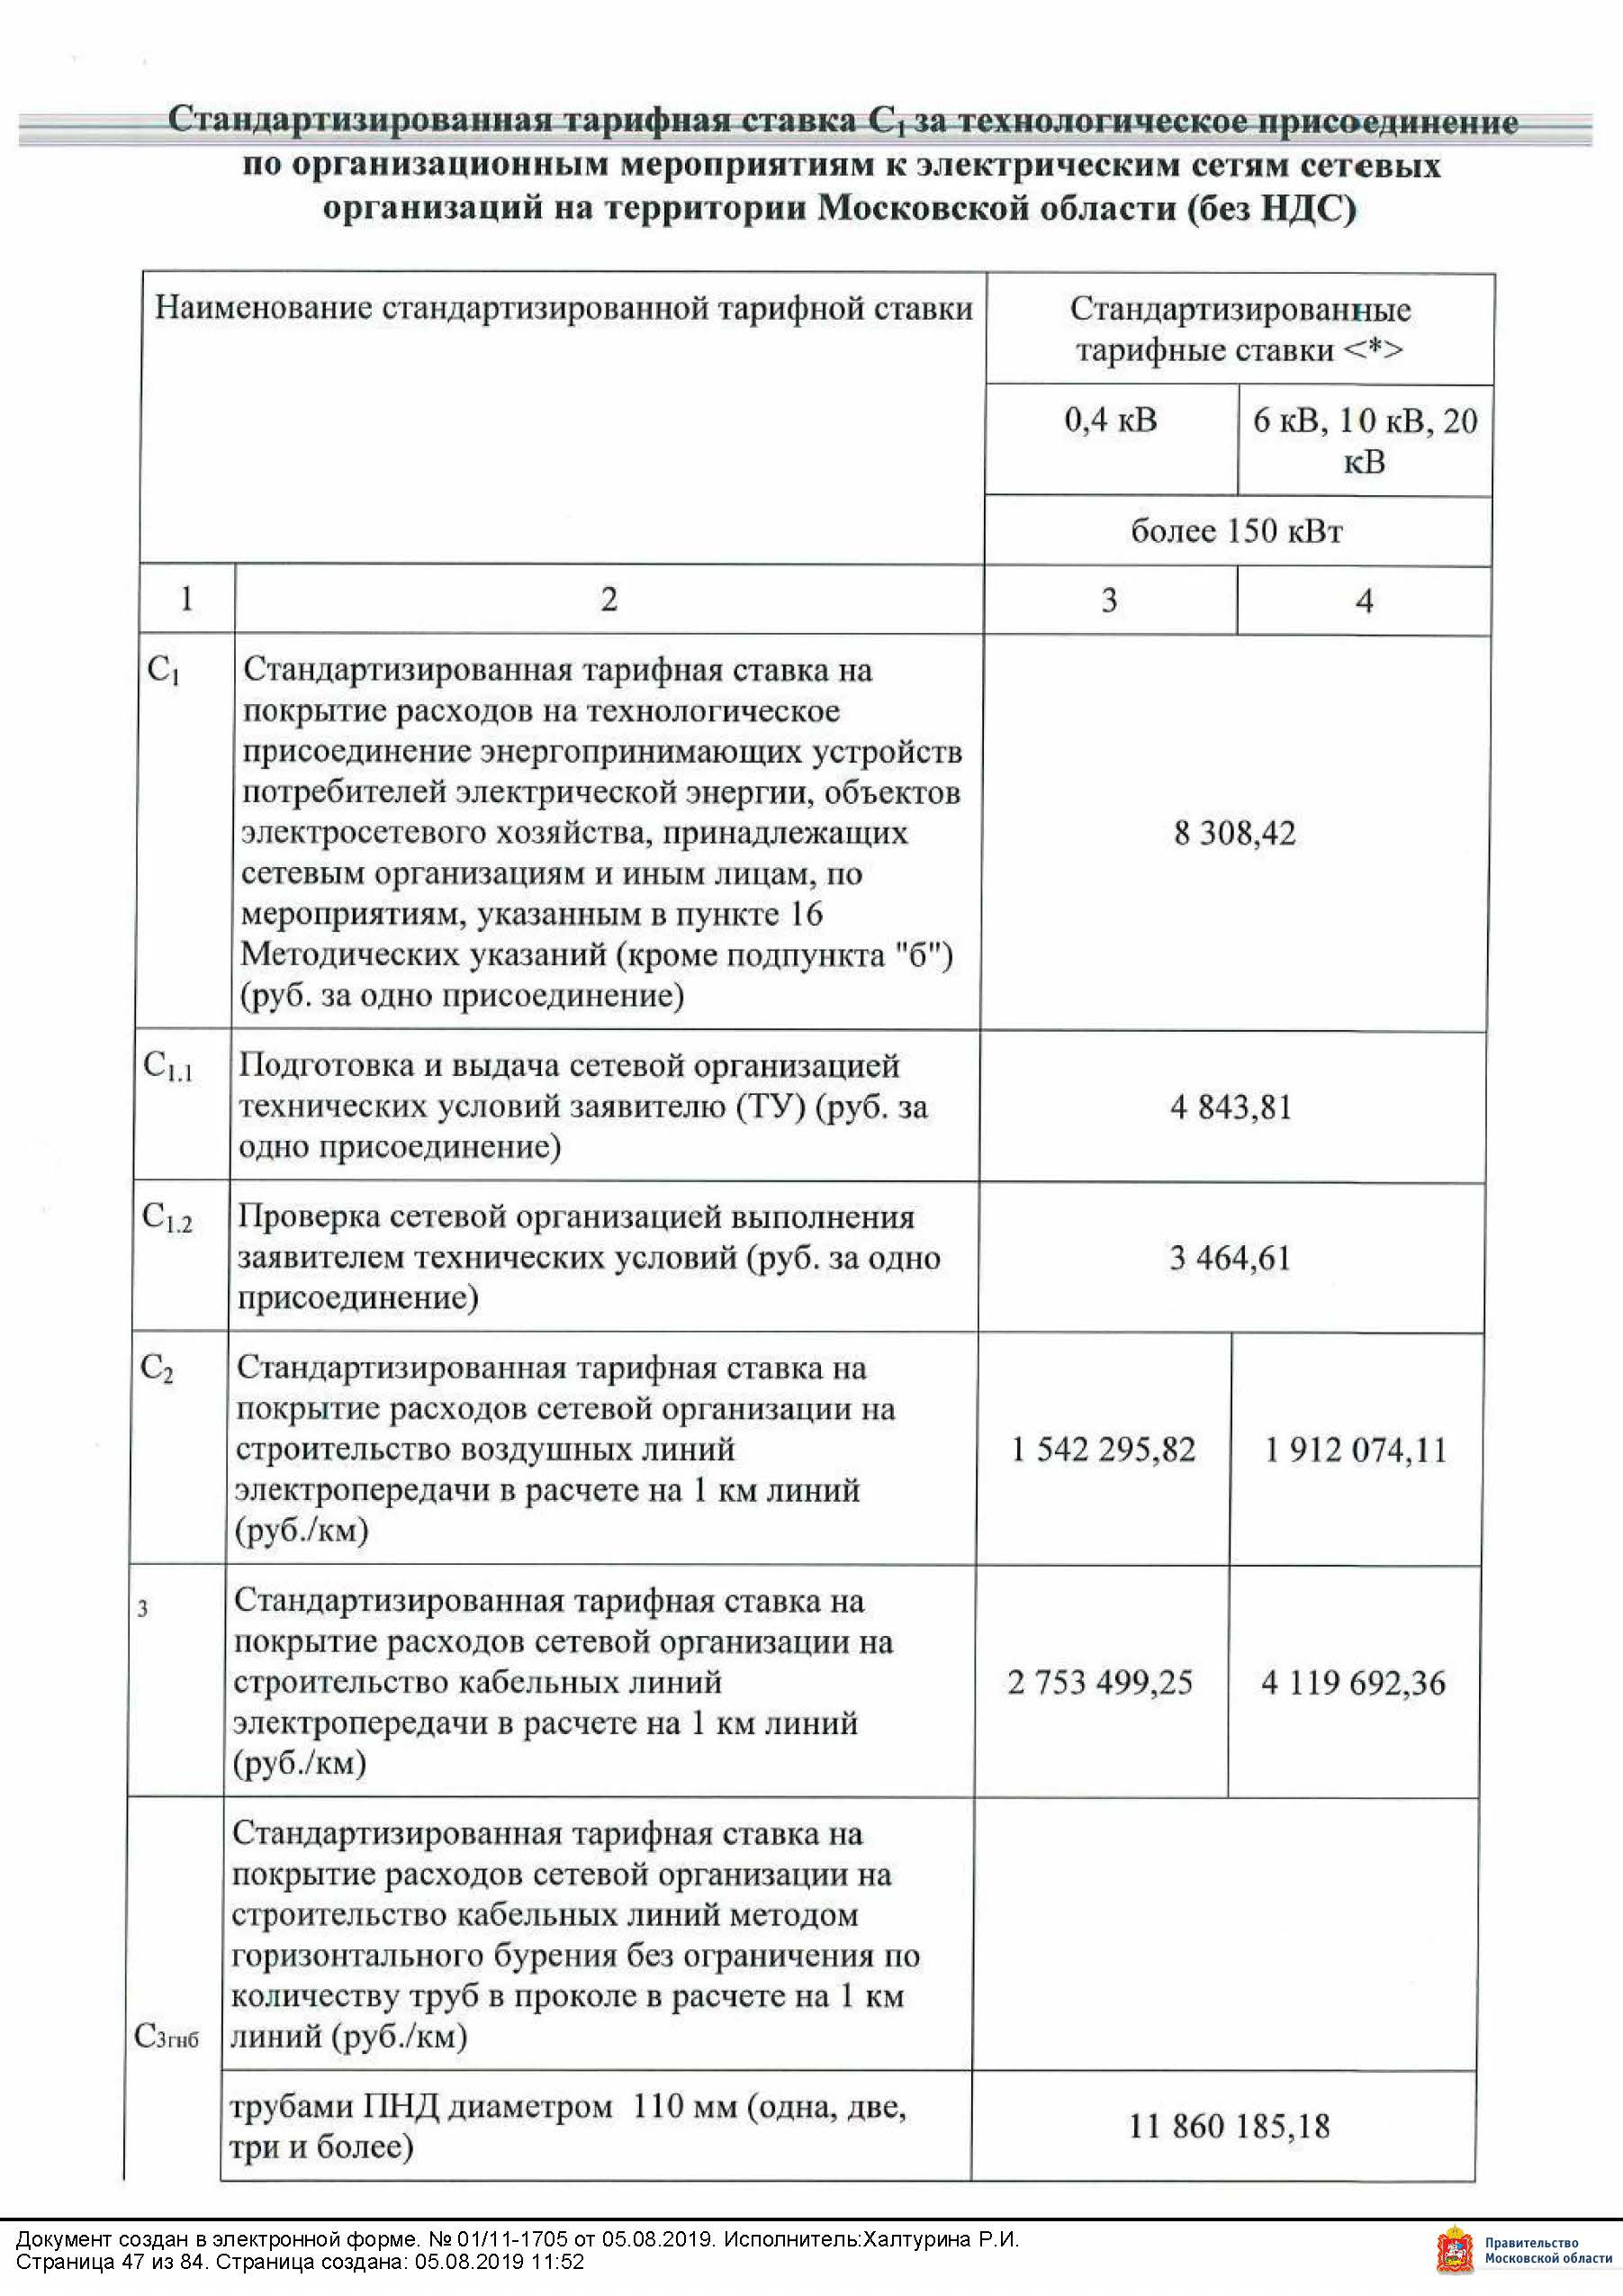 Стандартизированная тарифная ставка С1 за технологическое присоединение
по организационным мероприятиям к электрическим сетям сетевых
организаций на территории Московской области (без НДС)
Наименование стандартизированной тарифной ставки
Стандартизированные
тарифные ставки <*>
0,4 кВ
6 кВ, 10 кВ, 20
кВ
более 150 кВт
1
2
3
4
С1
Стандартизированная тарифная ставка на
покрытие расходов на технологическое
присоединение энергопринимающих устройств
потребителей электрической энергии, объектов
электросетевого хозяйства, принадлежащих
сетевым организациям и иным лицам, по
мероприятиям, указанным в пункте 16
Методических указаний (кроме подпункта "б")
(руб. за одно присоединение)
8 308,42
С1.1
Подготовка и выдача сетевой организацией
технических условий заявителю (ТУ) (руб. за
одно присоединение)
4 843,81
С1.2
Проверка сетевой организацией выполнения
заявителем технических условий (руб. за одно
присоединение)
3 464,61
С2
Стандартизированная тарифная ставка на
покрытие расходов сетевой организации на
строительство воздушных линий
электропередачи в расчете на 1 км линий
(руб./км)
1 542 295,82
1 912 074,11
3
Стандартизированная тарифная ставка на
покрытие расходов сетевой организации на
строительство кабельных линий
электропередачи в расчете на 1 км линий
(руб./км)
2 753 499,25
4 119 692,36
С3гнб
Стандартизированная тарифная ставка на
покрытие расходов сетевой организации на
строительство кабельных линий методом
горизонтального бурения без ограничения по
количеству труб в проколе в расчете на 1 км
линий (руб./км)
трубами ПНД диаметром 110 мм (одна, две,
три и более)
11 860 185,18
Документ создан в электронной форме. № 01/11-1705 от 05.08.2019. Исполнитель:Халтурина Р.И.
Страница 47 из 84. Страница создана: 05.08.2019 11:52
Правительство
Московской области